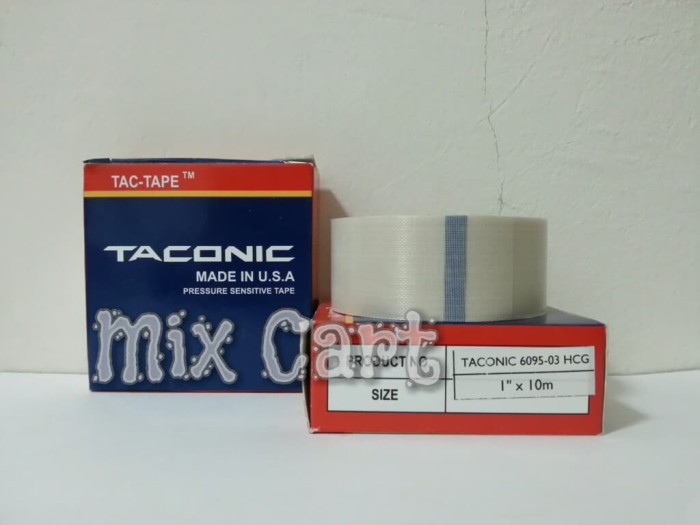 TAC-TAPE™
TACONIC
MADE IN U.S.A
PRESSURE SENSITIVE TAPE
Mix Cart
PRODUCT NO
TACONIC 6095-03 HCG
SIZE
1" x 10m